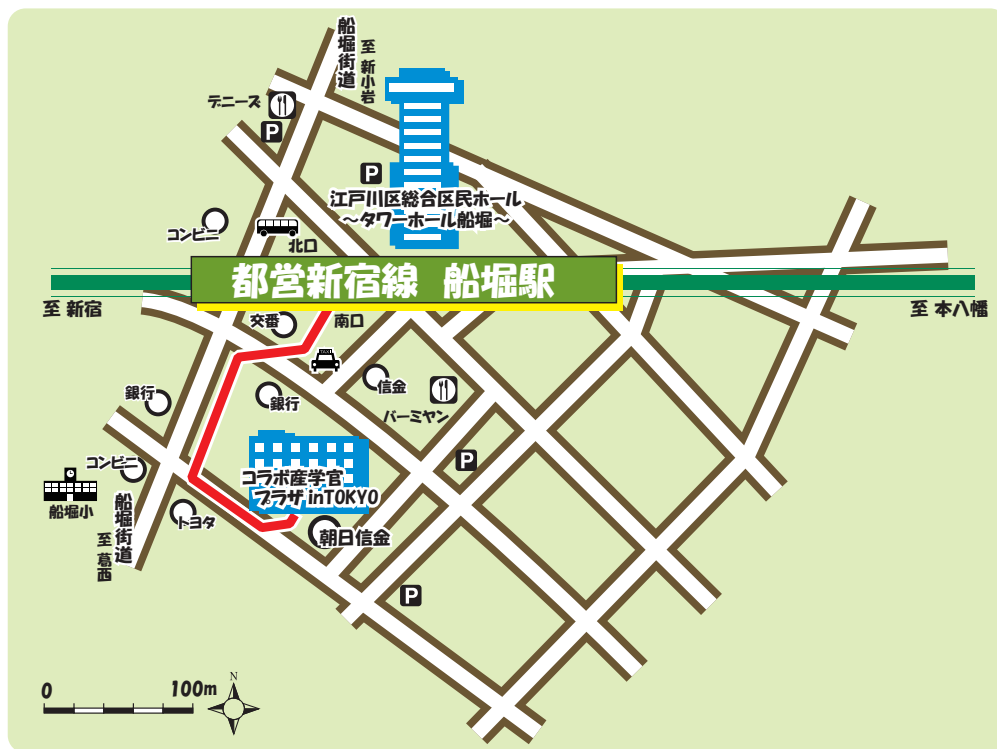 船堀街道
至 新小岩
デニーズ
P
P
江戸川区総合区民ホール
～タワーホール船堀～
コンビニ
北口
都営新宿線 船堀駅
至 新宿
至 本八幡
交番
南口
TAXI
信金
銀行
銀行
バーミヤン
P
コンビニ
コラボ産学官
プラザ inTOKYO
船堀小
船堀街道
至 葛西
トヨタ
朝日信金
P
0
100m
N